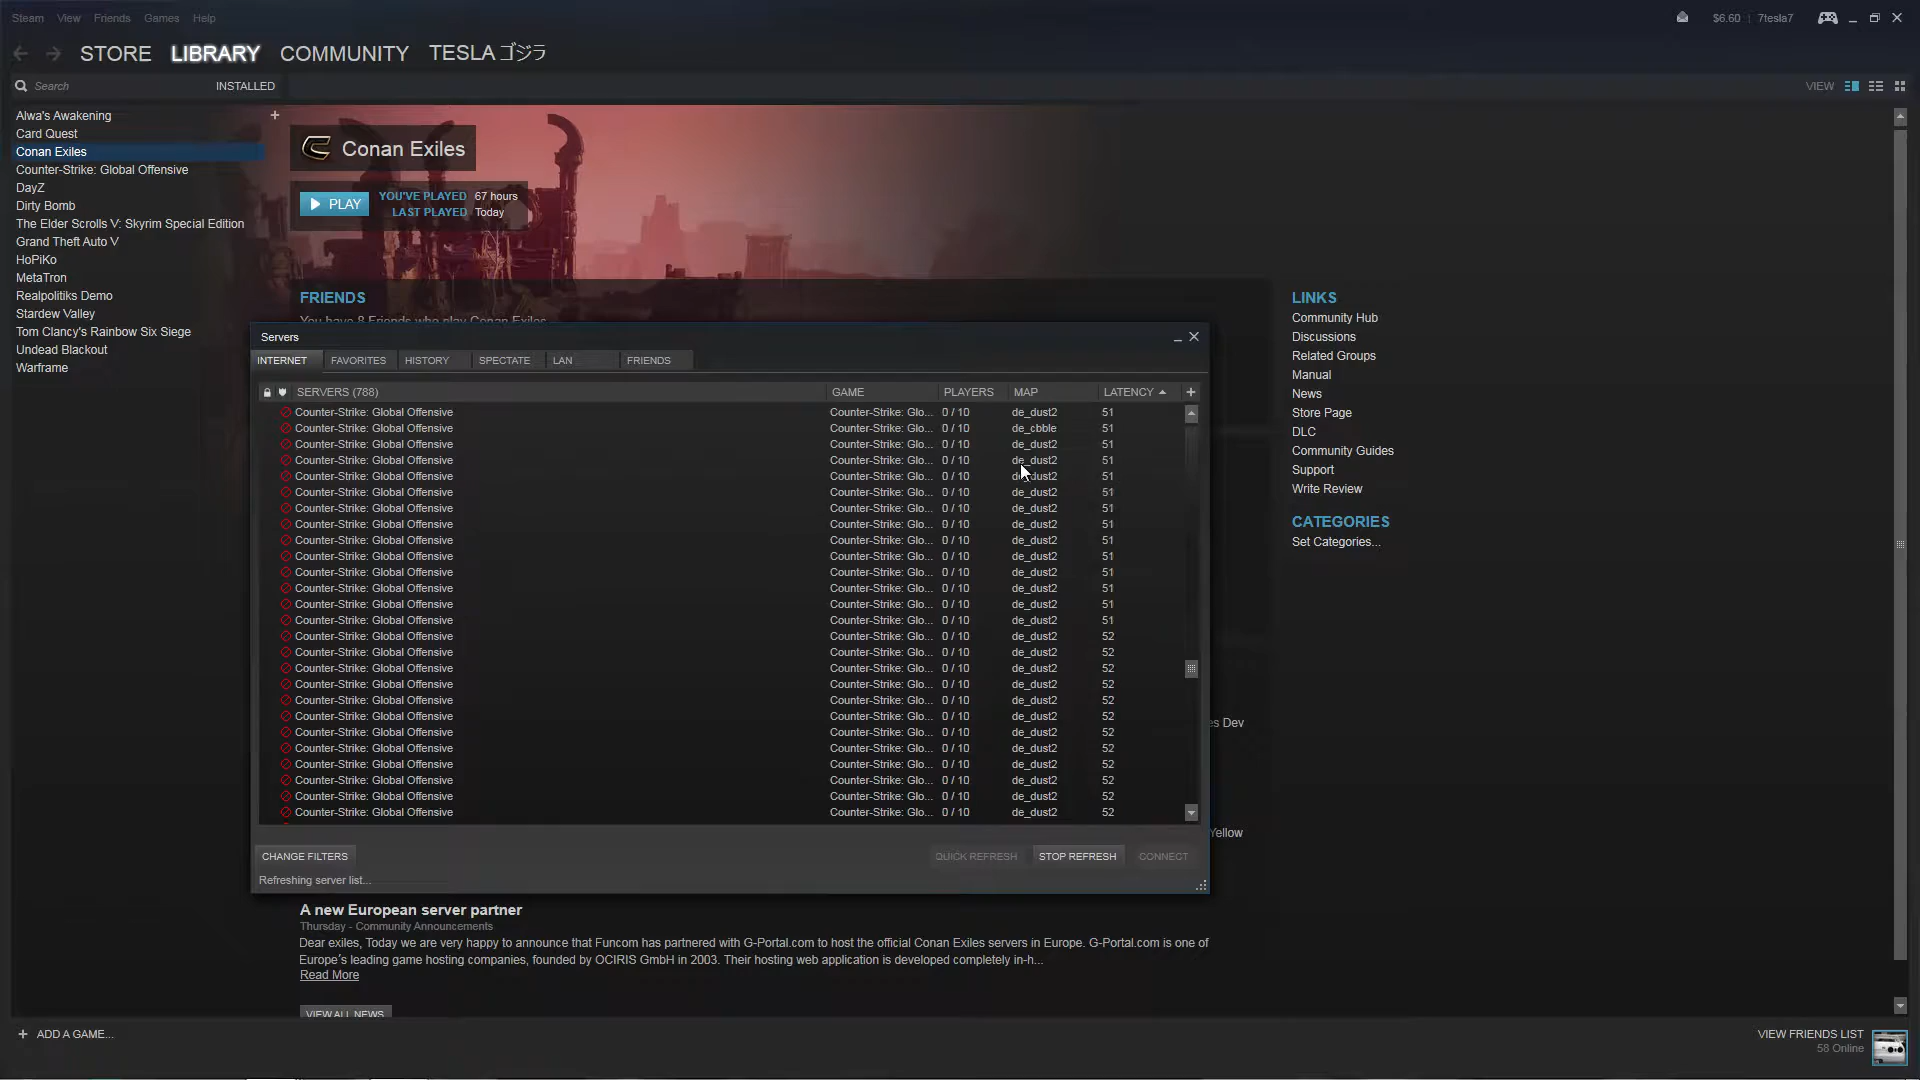 Steam View Friends Games Help
$6.60 7tesla7
STORE LIBRARY COMMUNITY TESLA ゴジラ
Search INSTALLED
VIEW
Alwa's Awakening
Card Quest
Conan Exiles
Counter-Strike: Global Offensive
DayZ
Dirty Bomb
The Elder Scrolls V: Skyrim Special Edition
Grand Theft Auto V
HoPiKo
MetaTron
Realpolitiks Demo
Stardew Valley
Tom Clancy's Rainbow Six Siege
Undead Blackout
Warframe
Conan Exiles
PLAY
YOU'VE PLAYED 67 hours
LAST PLAYED Today
FRIENDS
You have 8 Friends who play Conan Exiles
LINKS
Community Hub
Discussions
Related Groups
Manual
News
Store Page
DLC
Community Guides
Support
Write Review
CATEGORIES
Set Categories...
Servers
INTERNET FAVORITES HISTORY SPECTATE LAN FRIENDS
SERVERS (788) GAME PLAYERS MAP LATENCY
Counter-Strike: Global Offensive Counter-Strike: Glo... 0 / 10 de_dust2 51
Counter-Strike: Global Offensive Counter-Strike: Glo... 0 / 10 de_cbble 51
Counter-Strike: Global Offensive Counter-Strike: Glo... 0 / 10 de_dust2 51
Counter-Strike: Global Offensive Counter-Strike: Glo... 0 / 10 de_dust2 51
Counter-Strike: Global Offensive Counter-Strike: Glo... 0 / 10 de_dust2 51
Counter-Strike: Global Offensive Counter-Strike: Glo... 0 / 10 de_dust2 51
Counter-Strike: Global Offensive Counter-Strike: Glo... 0 / 10 de_dust2 51
Counter-Strike: Global Offensive Counter-Strike: Glo... 0 / 10 de_dust2 51
Counter-Strike: Global Offensive Counter-Strike: Glo... 0 / 10 de_dust2 51
Counter-Strike: Global Offensive Counter-Strike: Glo... 0 / 10 de_dust2 51
Counter-Strike: Global Offensive Counter-Strike: Glo... 0 / 10 de_dust2 51
Counter-Strike: Global Offensive Counter-Strike: Glo... 0 / 10 de_dust2 51
Counter-Strike: Global Offensive Counter-Strike: Glo... 0 / 10 de_dust2 51
Counter-Strike: Global Offensive Counter-Strike: Glo... 0 / 10 de_dust2 51
Counter-Strike: Global Offensive Counter-Strike: Glo... 0 / 10 de_dust2 52
Counter-Strike: Global Offensive Counter-Strike: Glo... 0 / 10 de_dust2 52
Counter-Strike: Global Offensive Counter-Strike: Glo... 0 / 10 de_dust2 52
Counter-Strike: Global Offensive Counter-Strike: Glo... 0 / 10 de_dust2 52
Counter-Strike: Global Offensive Counter-Strike: Glo... 0 / 10 de_dust2 52
Counter-Strike: Global Offensive Counter-Strike: Glo... 0 / 10 de_dust2 52
Counter-Strike: Global Offensive Counter-Strike: Glo... 0 / 10 de_dust2 52
Counter-Strike: Global Offensive Counter-Strike: Glo... 0 / 10 de_dust2 52
Counter-Strike: Global Offensive Counter-Strike: Glo... 0 / 10 de_dust2 52
Counter-Strike: Global Offensive Counter-Strike: Glo... 0 / 10 de_dust2 52
Counter-Strike: Global Offensive Counter-Strike: Glo... 0 / 10 de_dust2 52
Counter-Strike: Global Offensive Counter-Strike: Glo... 0 / 10 de_dust2 52
CHANGE FILTERS QUICK REFRESH STOP REFRESH CONNECT
Refreshing server list...
es Dev
Yellow
A new European server partner
Thursday - Community Announcements
Dear exiles, Today we are very happy to announce that Funcom has partnered with G-Portal.com to host the official Conan Exiles servers in Europe. G-Portal.com is one of
Europe's leading game hosting companies, founded by OCIRIS GmbH in 2003. Their hosting web application is developed completely in-h...
Read More
VIEW ALL NEWS
ADD A GAME...
VIEW FRIENDS LIST
58 Online